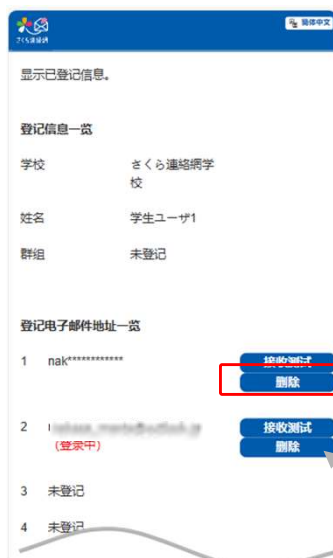 さくら連絡網
简体中文
显示已登记信息。
登记信息一览
学校 さくら連絡網学
校
姓名 学生ユーザ1
群组 未登记
登记电子邮件地址一览
1 nak************ 接收测试
删除
2 接收测试
(登录中) 删除
3 未登记
4 未登记